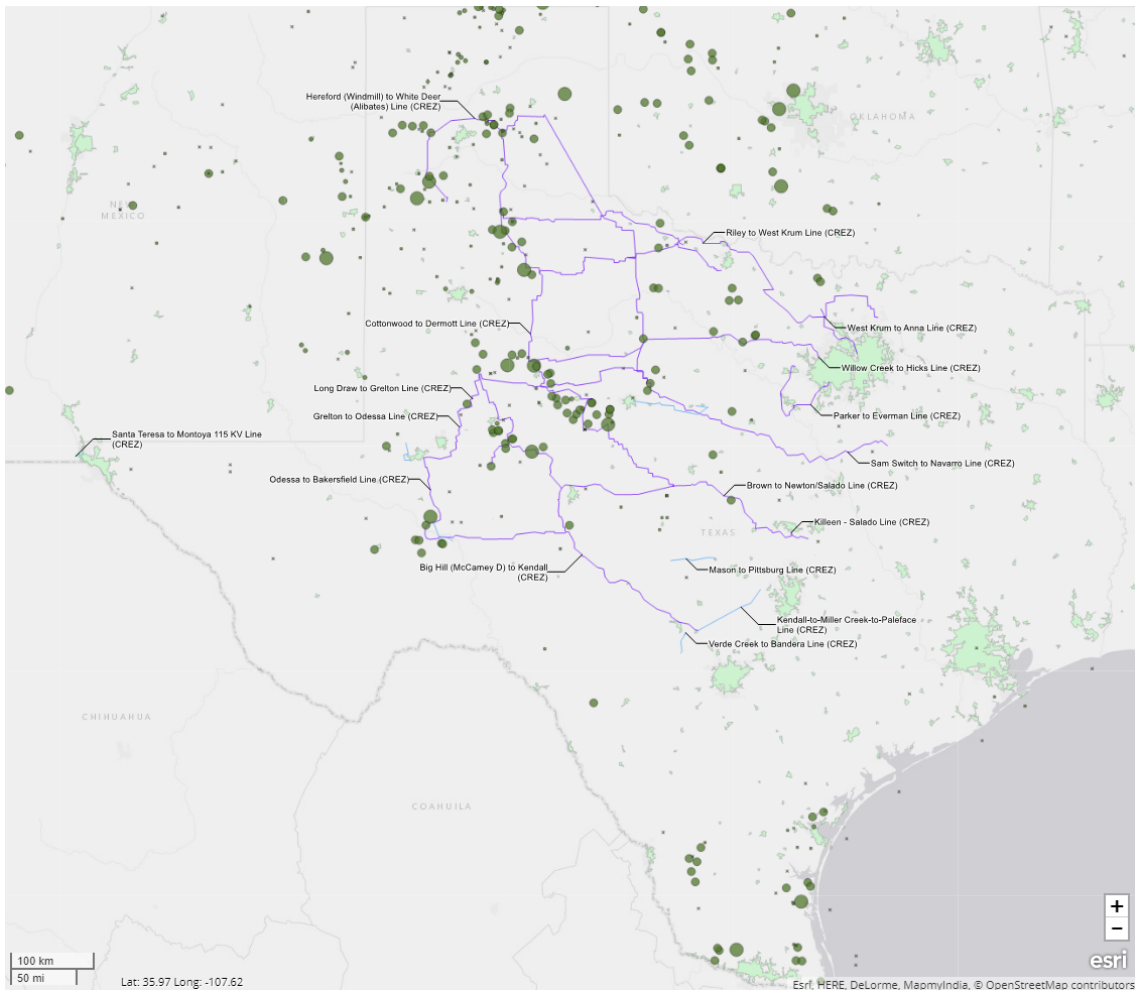 Hereford (Windmill) to White Deer
(Alibates) Line (CREZ)
OKLAHOMA
NEW
MEXICO
Riley to West Krum Line (CREZ)
Cottonwood to Dermott Line (CREZ)
West Krum to Anna Line (CREZ)
Willow Creek to Hicks Line (CREZ)
Long Draw to Grelton Line (CREZ)
Grelton to Odessa Line (CREZ)
Parker to Everman Line (CREZ)
Santa Teresa to Montoya 115 KV Line
(CREZ)
Sam Switch to Navarro Line (CREZ)
Odessa to Bakersfield Line (CREZ)
Brown to Newton/Salado Line (CREZ)
Killeen - Salado Line (CREZ)
TEXAS
Big Hill (McCamey D) to Kendall
(CREZ)
Mason to Pittsburg Line (CREZ)
Kendall-to-Miller Creek-to-Paleface
Line (CREZ)
Verde Creek to Bandera Line (CREZ)
CHIHUAHUA
COAHUILA
+
−
esri
100 km
50 mi
Lat: 35.97 Long: -107.62
Esri, HERE, DeLorme, MapmyIndia, © OpenStreetMap contributors